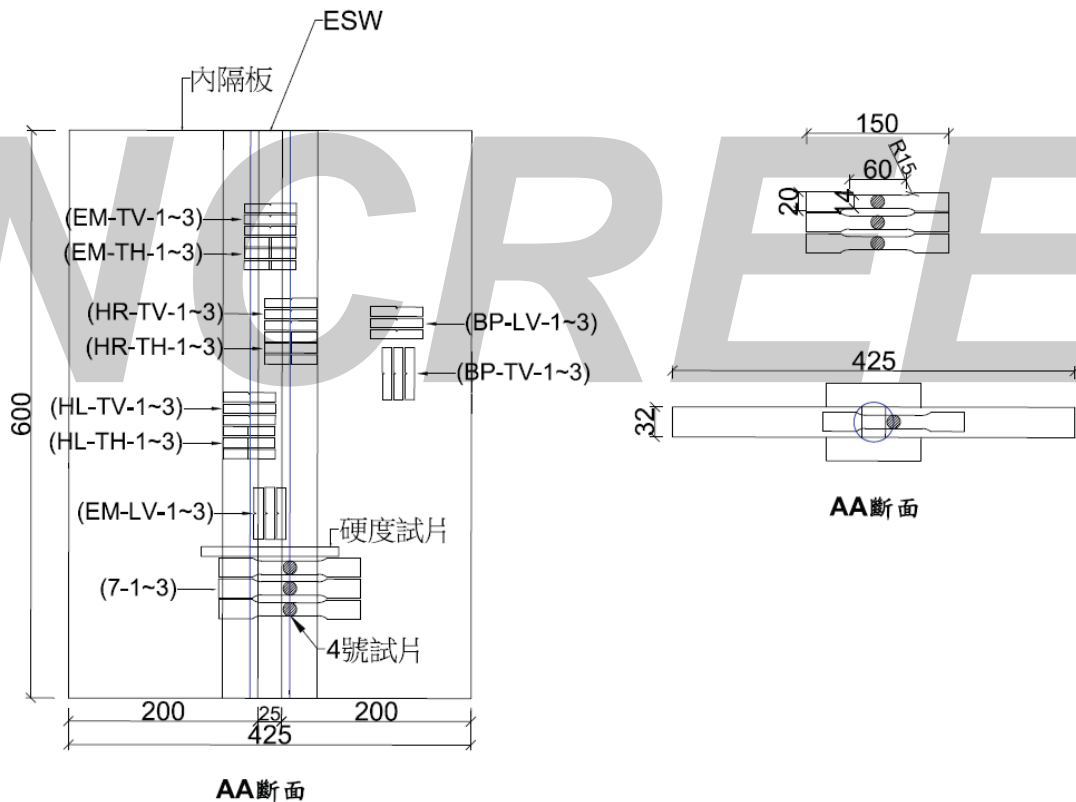 ESW
內隔板
NCREE
(EM-TV-1~3)
(EM-TH-1~3)
(HR-TV-1~3)
(HR-TH-1~3)
(BP-LV-1~3)
(BP-TV-1~3)
(HL-TV-1~3)
(HL-TH-1~3)
(EM-LV-1~3)
硬度試片
(7-1~3)
4號試片
600
200
25
200
425
AA斷面
150
60
R15
20
14
425
32
AA斷面